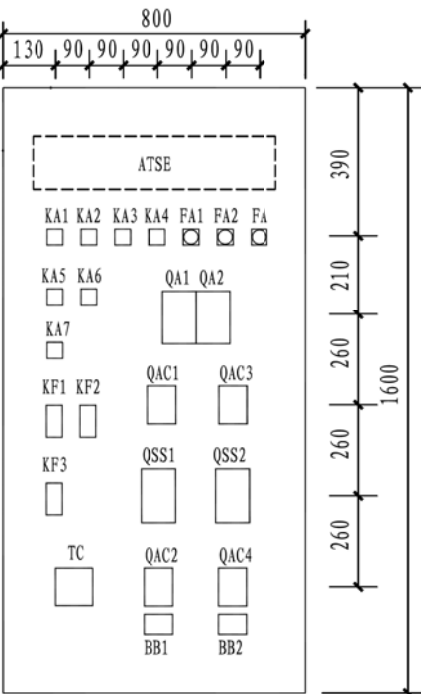 800
130 90 90 90 90 90 90
ATSE
390
KA1 KA2 KA3 KA4 FA1 FA2 FA
210
KA5 KA6 QA1 QA2
KA7
260
QAC1 QAC3
KF1 KF2
1600
260
KF3 QSS1 QSS2
260
TC QAC2 QAC4
BB1 BB2